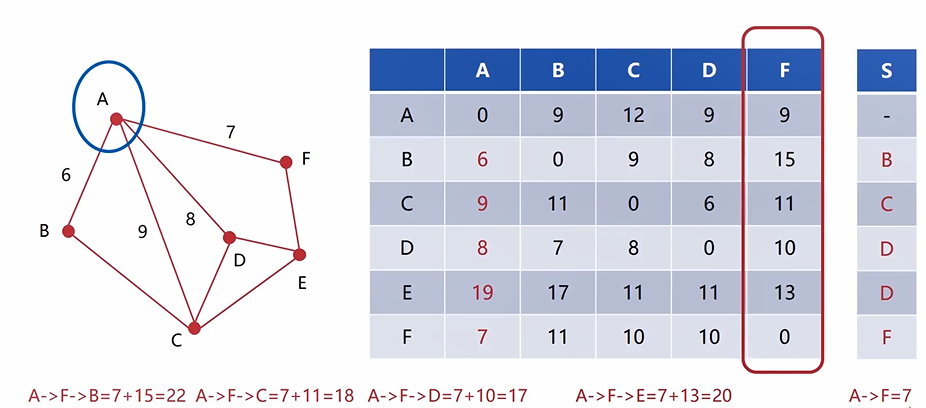 A B C D F S
A 0 9 12 9 9 -
B 6 0 9 8 15 B
C 9 11 0 6 11 C
D 8 7 8 0 10 D
E 19 17 11 11 13 D
F 7 11 10 10 0 F
A
7
F
6
8
B
9
D
E
C
A->F->B=7+15=22 A->F->C=7+11=18 A->F->D=7+10=17 A->F->E=7+13=20 A->F=7